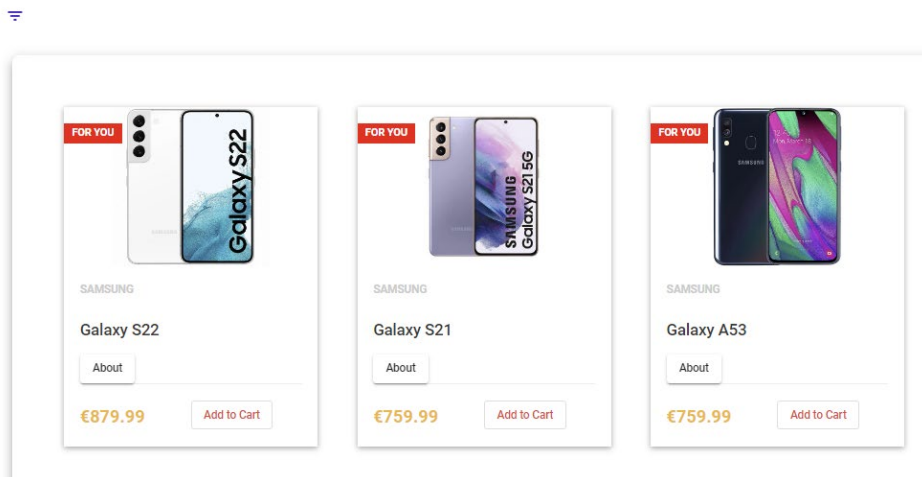 FOR YOU
Galaxy S22
SAMSUNG
Galaxy S22
About
€879.99
Add to Cart
FOR YOU
SAMSUNG
Galaxy S21 5G
SAMSUNG
Galaxy S21
About
€759.99
Add to Cart
FOR YOU
SAMSUNG
SAMSUNG
Galaxy A53
About
€759.99
Add to Cart